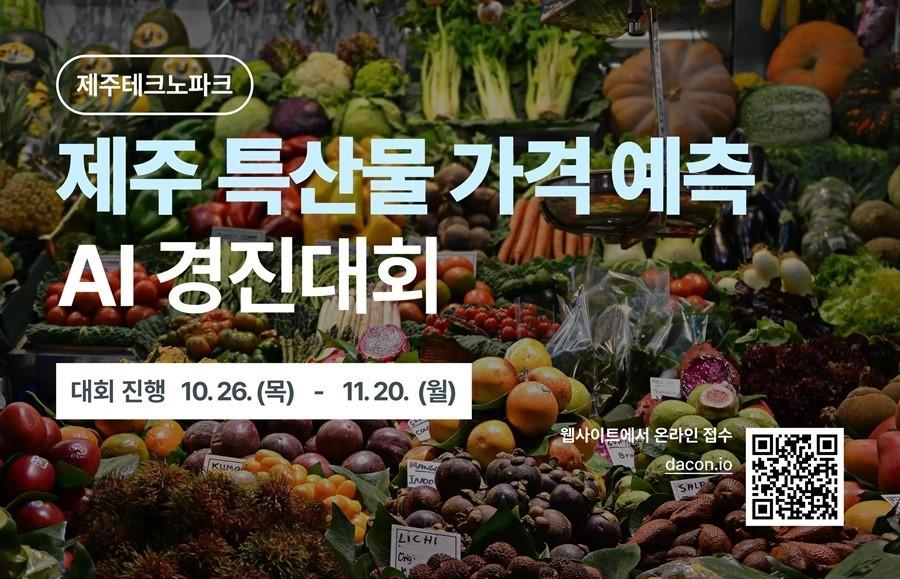 제주테크노파크
제주 특산물 가격 예측
AI 경진대회
대회 진행 10.26.(목) - 11.20. (월)
웹사이트에서 온라인 접수
dacon.io
LICHI